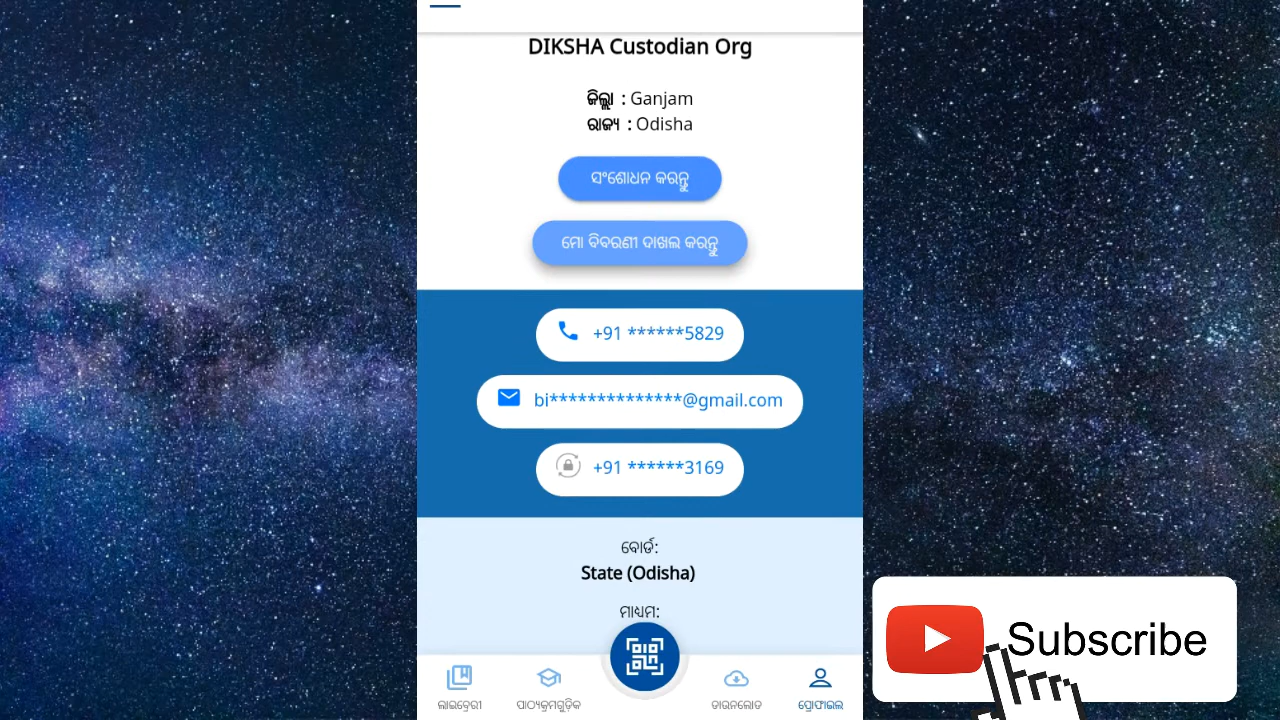 DIKSHA Custodian Org
ଜିଲ୍ଲା : Ganjam
ରାଜ୍ୟ : Odisha
ସଂଶୋଧନ କରନ୍ତୁ
ମୋ ବିବରଣୀ ଦାଖଲ କରନ୍ତୁ
+91 ******5829
bi**************@gmail.com
+91 ******3169
ବୋର୍ଡ:
State (Odisha)
ମାଧ୍ୟମ:
ଲାଇବ୍ରେରୀ
ପାଠ୍ୟକ୍ରମଗୁଡ଼ିକ
ଡାଉନଲୋଡ
ପ୍ରୋଫାଇଲ
Subscribe